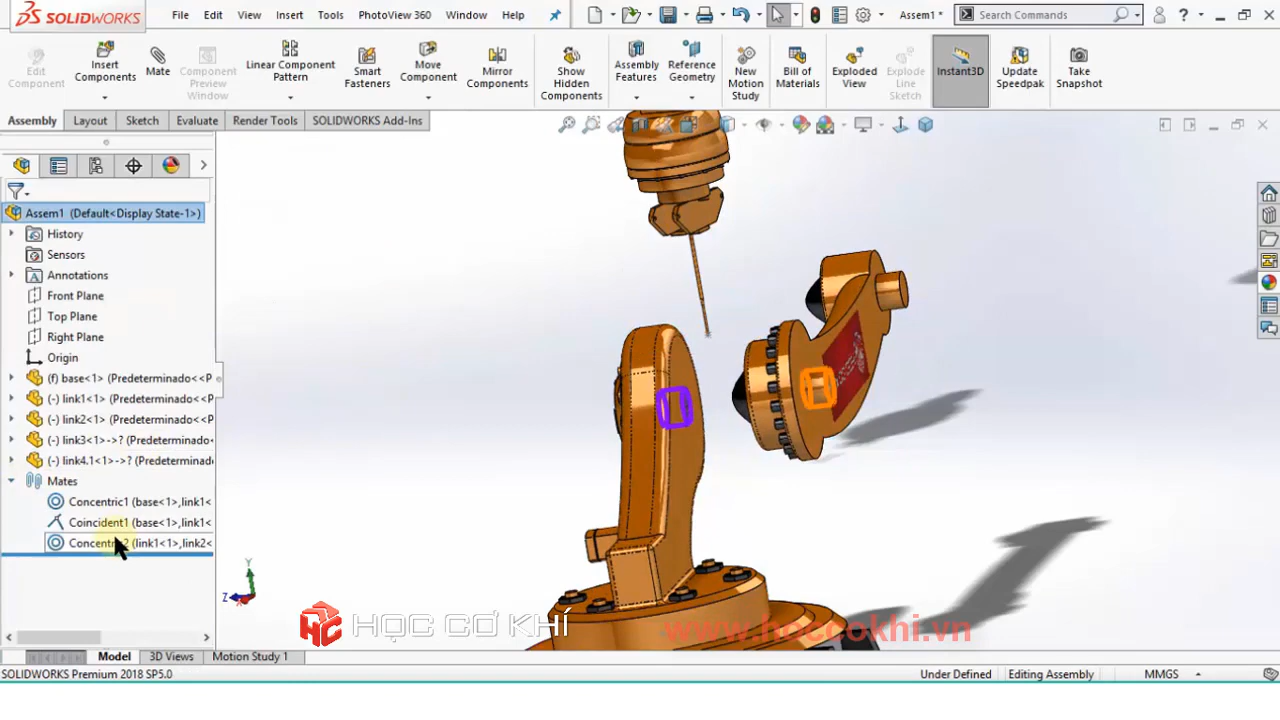 SOLIDWORKS File Edit View Insert Tools PhotoView 360 Window Help Assem1 * Search Commands ?
Edit Component
Insert Components
Mate
Component Preview Window
Linear Component Pattern
Smart Fasteners
Move Component
Mirror Components
Show Hidden Components
Assembly Features
Reference Geometry
New Motion Study
Bill of Materials
Exploded View
Explode Line Sketch
Instant3D
Update Speedpak
Take Snapshot
Assembly Layout Sketch Evaluate Render Tools SOLIDWORKS Add-Ins
Assem1 (Default<Display State-1>)
History
Sensors
Annotations
Front Plane
Top Plane
Right Plane
Origin
(f) base<1> (Predeterminado<<P
(-) link1<1> (Predeterminado<<P
(-) link2<1> (Predeterminado<<P
(-) link3<1>->? (Predeterminado
(-) link4.1<1>->? (Predeterminado
Mates
Concentric1 (base<1>,link1<
Coincident1 (base<1>,link1<
Concentric2 (link1<1>,link2<
Y
Z
HỌC CƠ KHÍ www.hoccokhi.vn
Model 3D Views Motion Study 1
SOLIDWORKS Premium 2018 SP5.0 Under Defined Editing Assembly MMGS